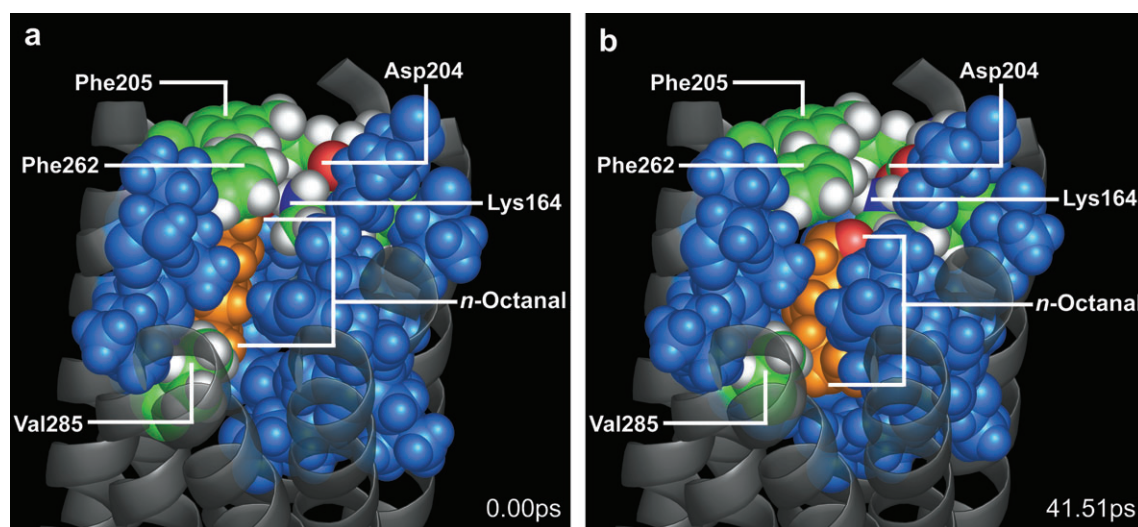 a
Phe205
Asp204
Phe262
Lys164
n-Octanal
Val285
0.00ps
b
Phe205
Asp204
Phe262
Lys164
n-Octanal
Val285
41.51ps